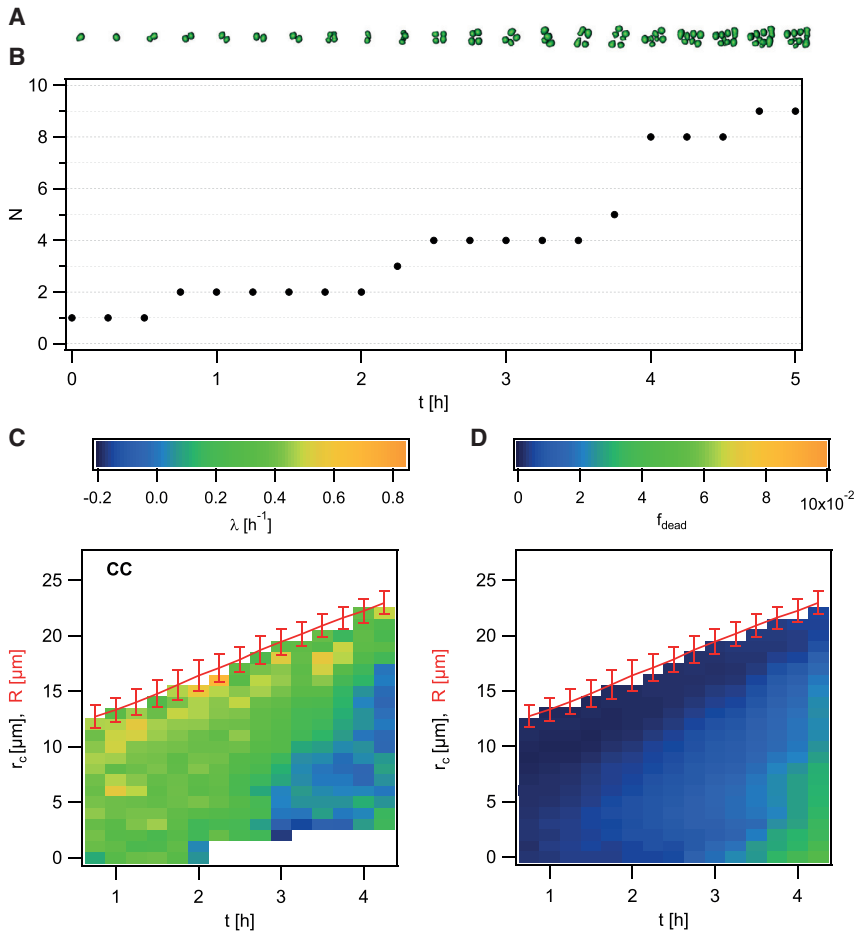 A
B
10
8
6
4
2
0
N
0 1 2 3 4 5
t [h]
C
-0.2 0.0 0.2 0.4 0.6 0.8
λ [h⁻¹]
CC
25
20
15
10
5
0
r_c [µm], R [µm]
1 2 3 4
t [h]
D
0 2 4 6 8 10x10⁻²
f_dead
25
20
15
10
5
0
r_c [µm], R [µm]
1 2 3 4
t [h]